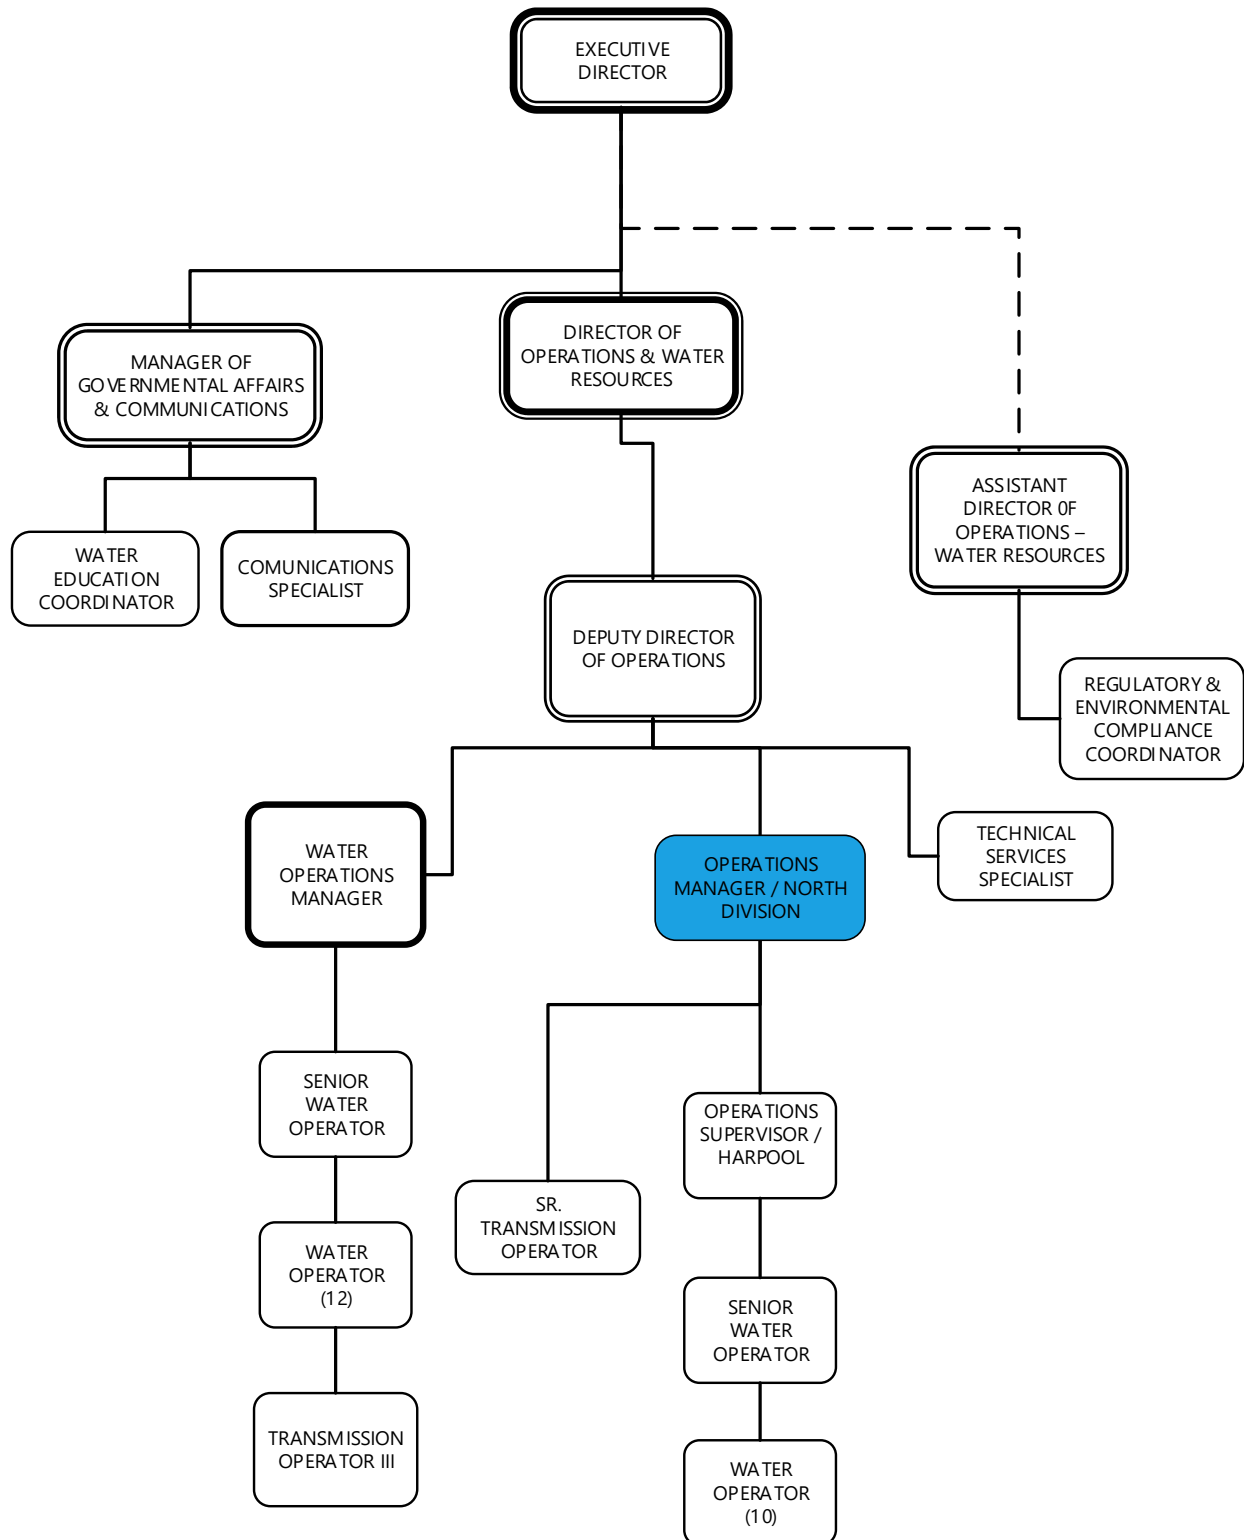 EXECUTIVE
DIRECTOR
DIRECTOR OF
OPERATIONS & WATER
RESOURCES
MANAGER OF
GOVERNMENTAL AFFAIRS
& COMMUNICATIONS
ASSISTANT
DIRECTOR 0F
OPERATIONS –
WATER RESOURCES
WATER
EDUCATION
COORDINATOR
COMUNICATIONS
SPECIALIST
DEPUTY DIRECTOR
OF OPERATIONS
REGULATORY &
ENVIRONMENTAL
COMPLIANCE
COORDINATOR
WATER
OPERATIONS
MANAGER
OPERATIONS
MANAGER / NORTH
DIVISION
TECHNICAL
SERVICES
SPECIALIST
SENIOR
WATER
OPERATOR
OPERATIONS
SUPERVISOR /
HARPOOL
SR.
TRANSMISSION
OPERATOR
WATER
OPERATOR
(12)
SENIOR
WATER
OPERATOR
TRANSMISSION
OPERATOR III
WATER
OPERATOR
(10)